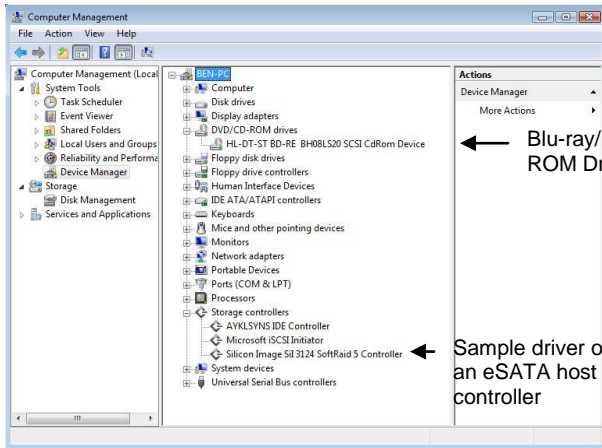 Computer Management
File Action View Help
Computer Management (Local
System Tools
Task Scheduler
Event Viewer
Shared Folders
Local Users and Groups
Reliability and Performa
Device Manager
Storage
Disk Management
Services and Applications
BEN-PC
Computer
Disk drives
Display adapters
DVD/CD-ROM drives
HL-DT-ST BD-RE BH08LS20 SCSI CdRom Device
Floppy disk drives
Floppy drive controllers
Human Interface Devices
IDE ATA/ATAPI controllers
Keyboards
Mice and other pointing devices
Monitors
Network adapters
Portable Devices
Ports (COM & LPT)
Processors
Storage controllers
AYKLSYNS IDE Controller
Microsoft iSCSI Initiator
Silicon Image SiI 3124 SoftRaid 5 Controller
System devices
Universal Serial Bus controllers
Actions
Device Manager
More Actions
Blu-ray/
ROM Dr
Sample driver o
an eSATA host
controller